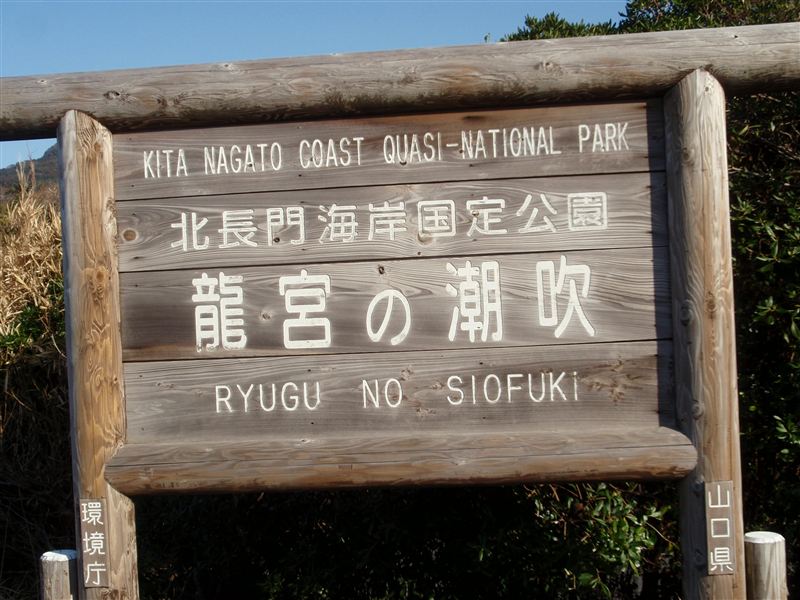 KITA NAGATO COAST QUASI-NATIONAL PARK
北長門海岸国定公園
龍宮の潮吹
RYUGU NO SIOFUKi
環境庁
山口県